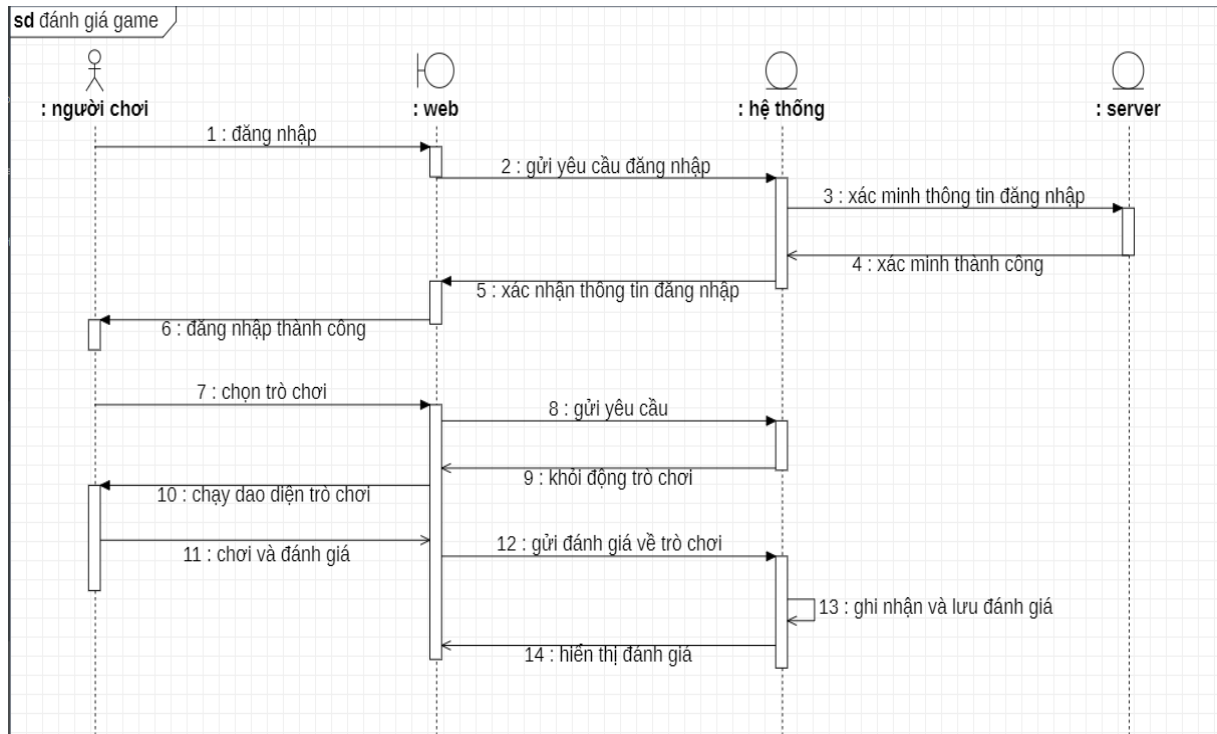 sd đánh giá game
: người chơi
: web
: hệ thống
: server
1 : đăng nhập
2 : gửi yêu cầu đăng nhập
3 : xác minh thông tin đăng nhập
4 : xác minh thành công
5 : xác nhận thông tin đăng nhập
6 : đăng nhập thành công
7 : chọn trò chơi
8 : gửi yêu cầu
9 : khỏi động trò chơi
10 : chạy dao diện trò chơi
11 : chơi và đánh giá
12 : gửi đánh giá về trò chơi
13 : ghi nhận và lưu đánh giá
14 : hiển thị đánh giá